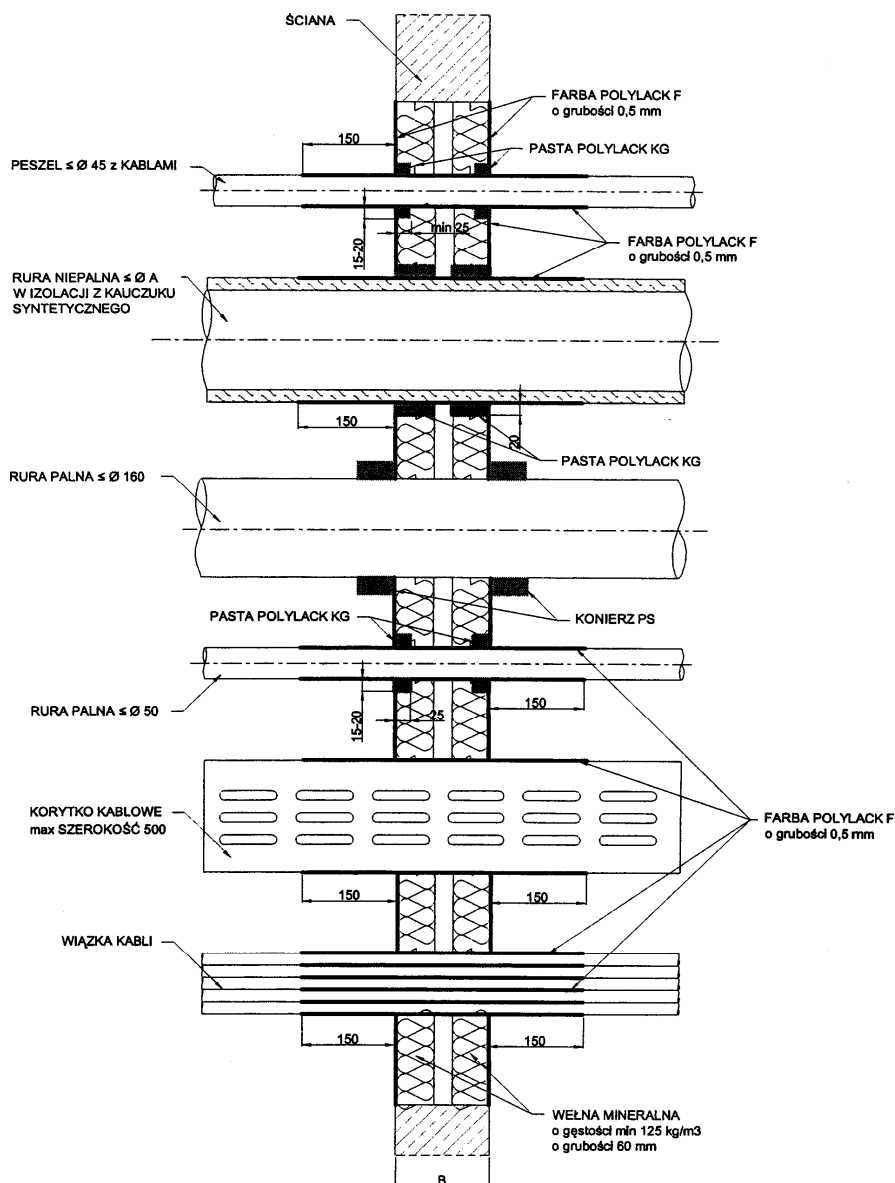 ŚCIANA
FARBA POLYLACK F
o grubości 0,5 mm
150
PASTA POLYLACK KG
PESZEL ≤ Ø 45 z KABLAMI
min 25
15-20
FARBA POLYLACK F
o grubości 0,5 mm
RURA NIEPALNA ≤ Ø A
W IZOLACJI Z KAUCZUKU
SYNTETYCZNEGO
150
20
PASTA POLYLACK KG
RURA PALNA ≤ Ø 160
PASTA POLYLACK KG
KONIERZ PS
RURA PALNA ≤ Ø 50
15-20
25
150
KORYTKO KABLOWE
max SZEROKOŚĆ 500
FARBA POLYLACK F
o grubości 0,5 mm
150
150
WIĄZKA KABLI
150
150
WEŁNA MINERALNA
o gęstości min 125 kg/m3
o grubości 60 mm
B